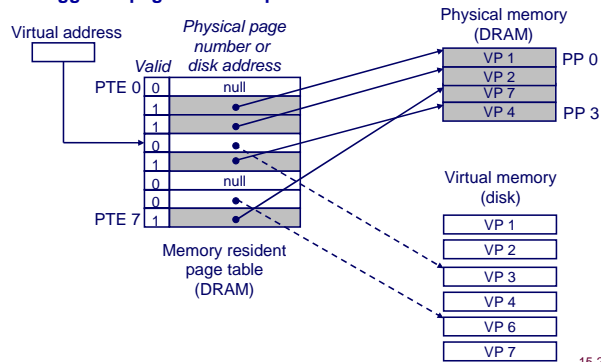 Virtual address
Physical page
number or
disk address
Valid
PTE 0
0
null
1
1
0
1
0
null
0
PTE 7
1
Memory resident
page table
(DRAM)
Physical memory
(DRAM)
VP 1
PP 0
VP 2
VP 7
VP 4
PP 3
Virtual memory
(disk)
VP 1
VP 2
VP 3
VP 4
VP 6
VP 7